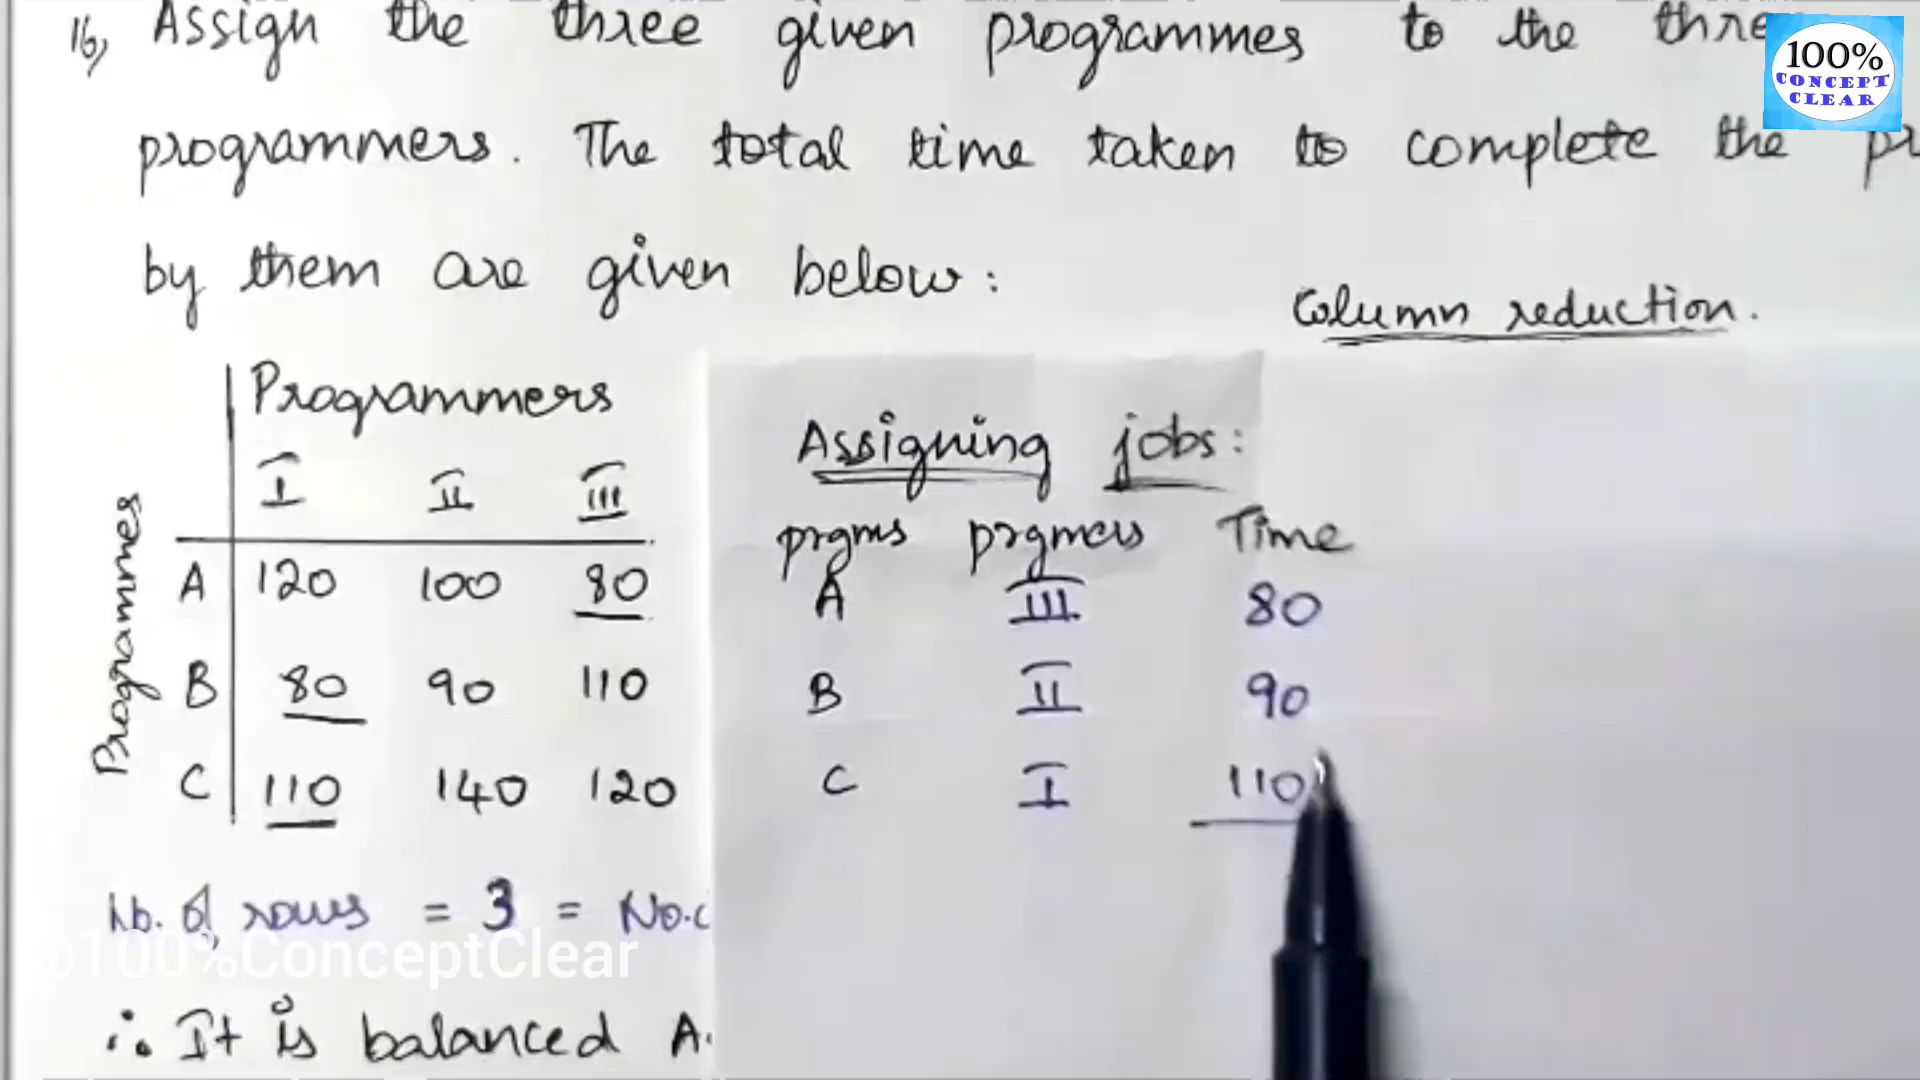 16, Assign the three given programmes to the thre
100%
CONCEPT
CLEAR
programmers. The total time taken to complete the pr
by them are given below:
Column reduction.
Programmers
I II III
Programmes
A 120 100 80
B 80 90 110
C 110 140 120
Assigning jobs:
prgms prgmers Time
A III 80
B II 90
C I 110
No. of rows = 3 = No.
@100%ConceptClear
∴ It is balanced A.